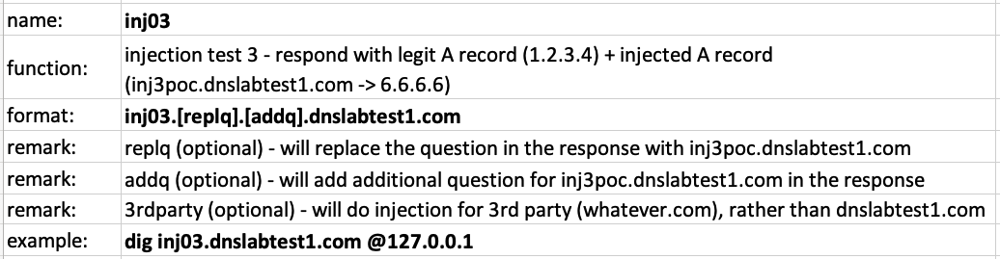 name: inj03
function: injection test 3 - respond with legit A record (1.2.3.4) + injected A record
(inj3poc.dnslabtest1.com -> 6.6.6.6)
format: inj03.[replq].[addq].dnslabtest1.com
remark: replq (optional) - will replace the question in the response with inj3poc.dnslabtest1.com
remark: addq (optional) - will add additional question for inj3poc.dnslabtest1.com in the response
remark: 3rdparty (optional) - will do injection for 3rd party (whatever.com), rather than dnslabtest1.com
example: dig inj03.dnslabtest1.com @127.0.0.1